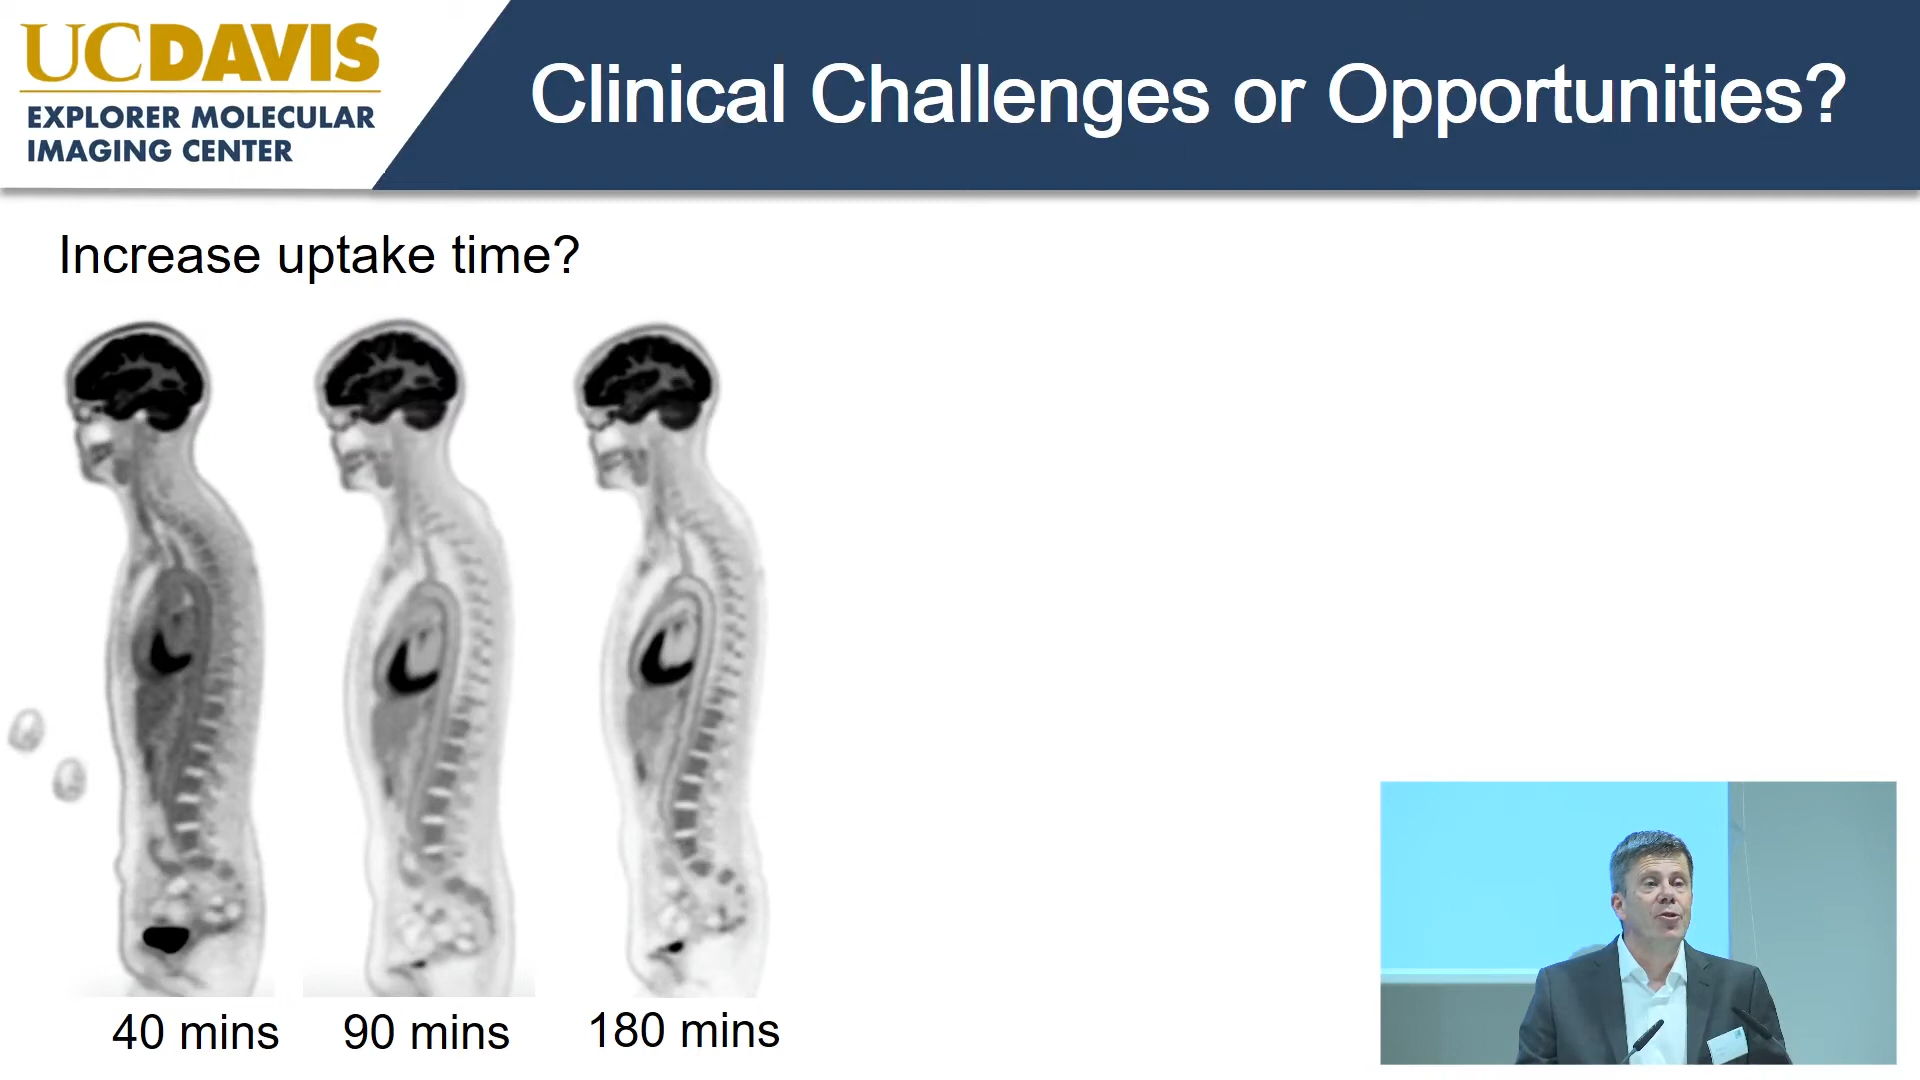 UCDAVIS
EXPLORER MOLECULAR
IMAGING CENTER
Clinical Challenges or Opportunities?
Increase uptake time?
40 mins
90 mins
180 mins